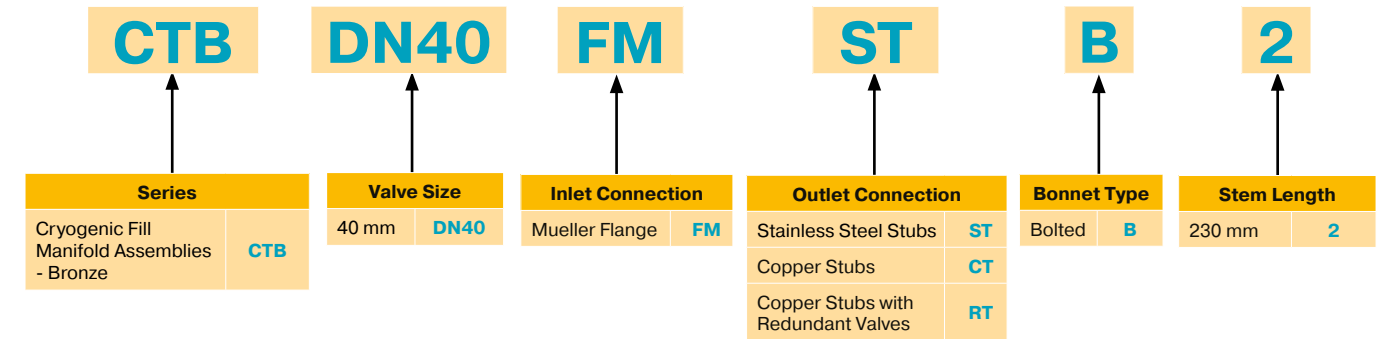 CTB DN40 FM ST B 2
Series
Cryogenic Fill
Manifold Assemblies
- Bronze
CTB
Valve Size
40 mm DN40
Inlet Connection
Mueller Flange FM
Outlet Connection
Stainless Steel Stubs ST
Copper Stubs CT
Copper Stubs with
Redundant Valves
RT
Bonnet Type
Bolted B
Stem Length
230 mm 2